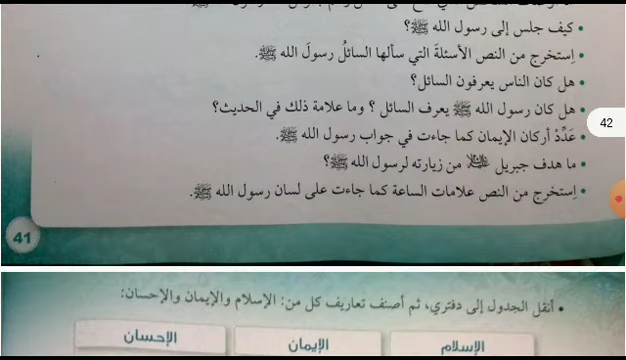 • كيف جلس إلى رسول الله ﷺ؟
• اِستخرج من النص الأسئلةَ التي سألها السائلُ رسولَ الله ﷺ.
• هل كان الناس يعرفون السائل؟
• هل كان رسول الله ﷺ يعرف السائل ؟ وما علامة ذلك في الحديث؟
42
• عَدِّدْ أركان الإيمان كما جاءت في جواب رسول الله ﷺ.
• ما هدف جبريل عليه السلام من زيارته لرسول الله ﷺ؟
• اِستخرج من النص علامات الساعة كما جاءت على لسان رسول الله ﷺ.
41
• أنقل الجدول إلى دفتري، ثم أصنف تعاريف كل من: الإسلام والإيمان والإحسان:
الإسلام الإيمان الإحسان